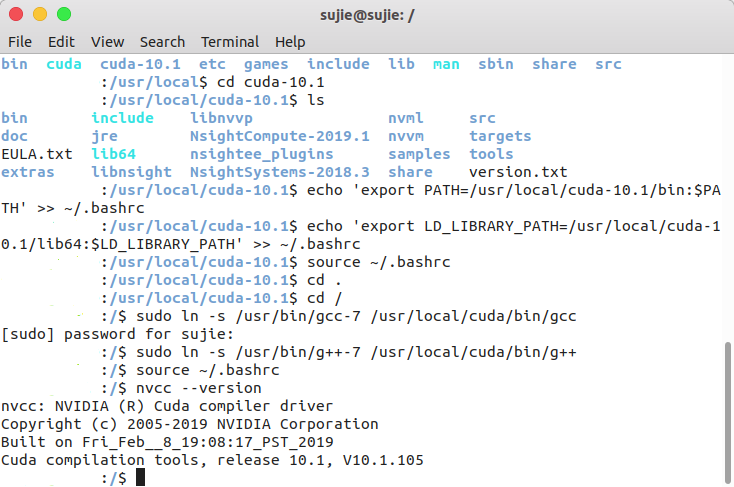 sujie@sujie: /
File Edit View Search Terminal Help
bin cuda cuda-10.1 etc games include lib man sbin share src
:/usr/local$ cd cuda-10.1
:/usr/local/cuda-10.1$ ls
bin include libnvvp nvml src
doc jre NsightCompute-2019.1 nvvm targets
EULA.txt lib64 nsightee_plugins samples tools
extras libnsight NsightSystems-2018.3 share version.txt
:/usr/local/cuda-10.1$ echo 'export PATH=/usr/local/cuda-10.1/bin:$PA
TH' >> ~/.bashrc
:/usr/local/cuda-10.1$ echo 'export LD_LIBRARY_PATH=/usr/local/cuda-1
0.1/lib64:$LD_LIBRARY_PATH' >> ~/.bashrc
:/usr/local/cuda-10.1$ source ~/.bashrc
:/usr/local/cuda-10.1$ cd .
:/usr/local/cuda-10.1$ cd /
:/$ sudo ln -s /usr/bin/gcc-7 /usr/local/cuda/bin/gcc
[sudo] password for sujie:
:/$ sudo ln -s /usr/bin/g++-7 /usr/local/cuda/bin/g++
:/$ source ~/.bashrc
:/$ nvcc --version
nvcc: NVIDIA (R) Cuda compiler driver
Copyright (c) 2005-2019 NVIDIA Corporation
Built on Fri_Feb__8_19:08:17_PST_2019
Cuda compilation tools, release 10.1, V10.1.105
:/$